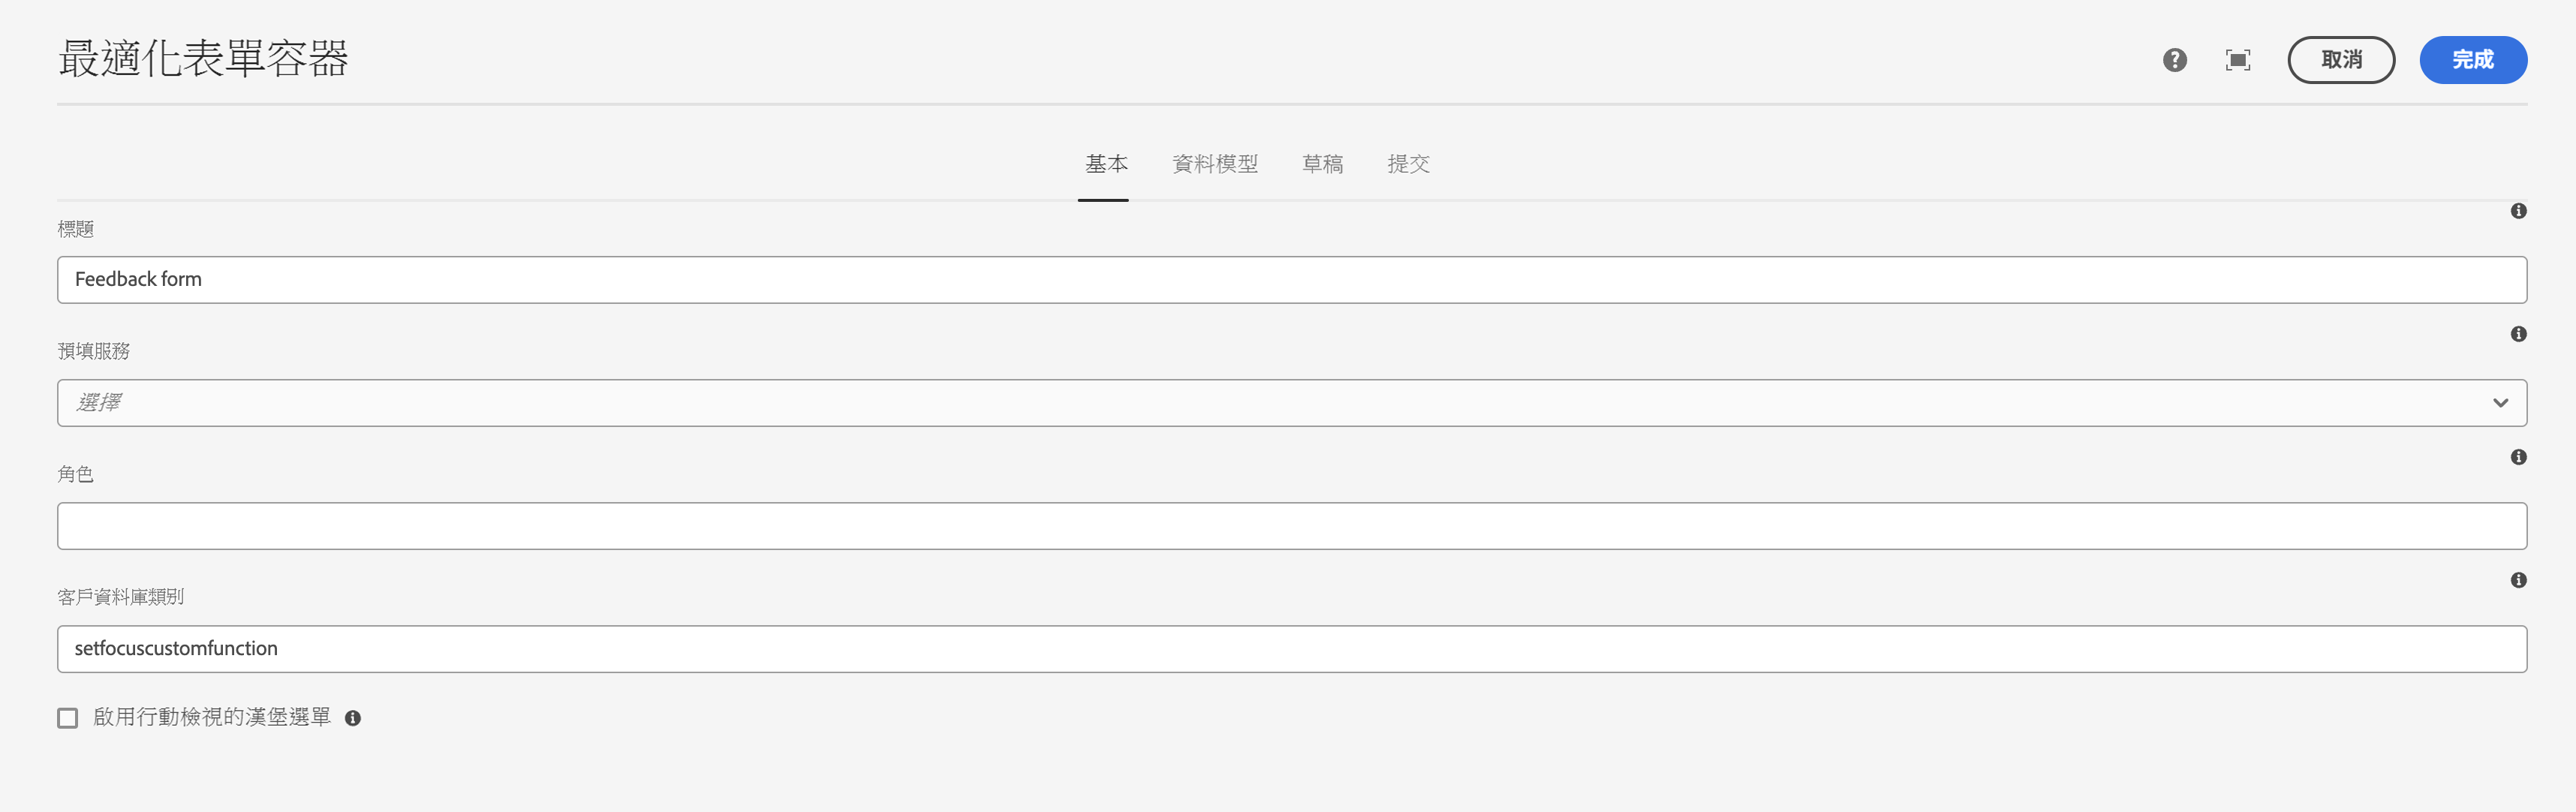 最適化表單容器
取消
完成
基本
資料模型
草稿
提交
標題
Feedback form
預填服務
選擇
角色
客戶資料庫類別
setfocuscustomfunction
啟用行動檢視的漢堡選單